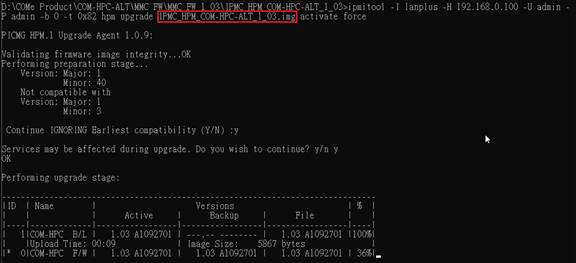 D:\COMe Product\COM-HPC-ALT\MMC FW\MMC_FW_1_03\IPMC_HPM_COM-HPC-ALT_1_03>ipmitool -I lanplus -H 192.168.0.100 -U admin -
P admin -b 0 -t 0x82 hpm upgrade IPMC_HPM_COM-HPC-ALT_1_03.img activate force
PICMG HPM.1 Upgrade Agent 1.0.9:
Validating firmware image integrity...OK
Performing preparation stage...
Version: Major: 1
Minor: 40
Not compatible with
Version: Major: 1
Minor: 3
Continue IGNORING Earliest compatibility (Y/N) :y
Services may be affected during upgrade. Do you wish to continue? y/n y
OK
Performing upgrade stage:
-------------------------------------------------------------------------------
|ID | Name | Versions | % |
| | | Active | Backup | File | |
-------------------------------------------------------------------------------
| 1|COM-HPC B/L | 1.03 A1092701 | ---.-- -------- | 1.03 A1092701 |100%|
| |Upload Time: 00:09 | Image Size: 5867 bytes |
|* 0|COM-HPC F/W | 1.03 A1092701 | 1.03 A1092701 | 1.03 A1092701 | 36%|